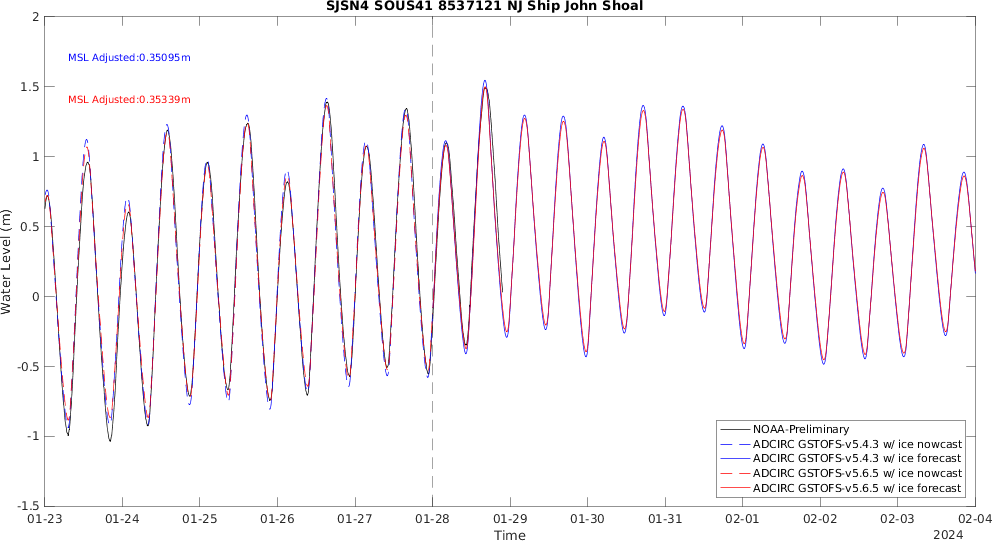 SJSN4 SOUS41 8537121 NJ Ship John Shoal
MSL Adjusted:0.35095m
MSL Adjusted:0.35339m
Water Level (m)
2
1.5
1
0.5
0
-0.5
-1
-1.5
NOAA-Preliminary
ADCIRC GSTOFS-v5.4.3 w/ ice nowcast
ADCIRC GSTOFS-v5.4.3 w/ ice forecast
ADCIRC GSTOFS-v5.6.5 w/ ice nowcast
ADCIRC GSTOFS-v5.6.5 w/ ice forecast
01-23 01-24 01-25 01-26 01-27 01-28 01-29 01-30 01-31 02-01 02-02 02-03 02-04
Time
2024